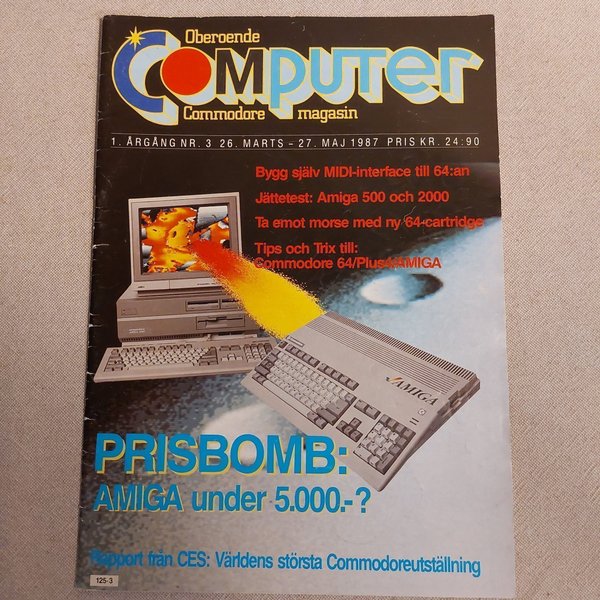 Oberoende
COMPUTER
Commodore magasin
1. ÅRGÅNG NR. 3 26. MARTS – 27. MAJ 1987 PRIS KR. 24:90
Bygg själv MIDI-interface till 64:an
Jättetest: Amiga 500 och 2000
Ta emot morse med ny 64-cartridge
Tips och Trix till:
Commodore 64/Plus4/AMIGA
AMIGA
PRISBOMB:
AMIGA under 5.000.-?
Rapport från CES: Världens största Commodoreutställning
125-3